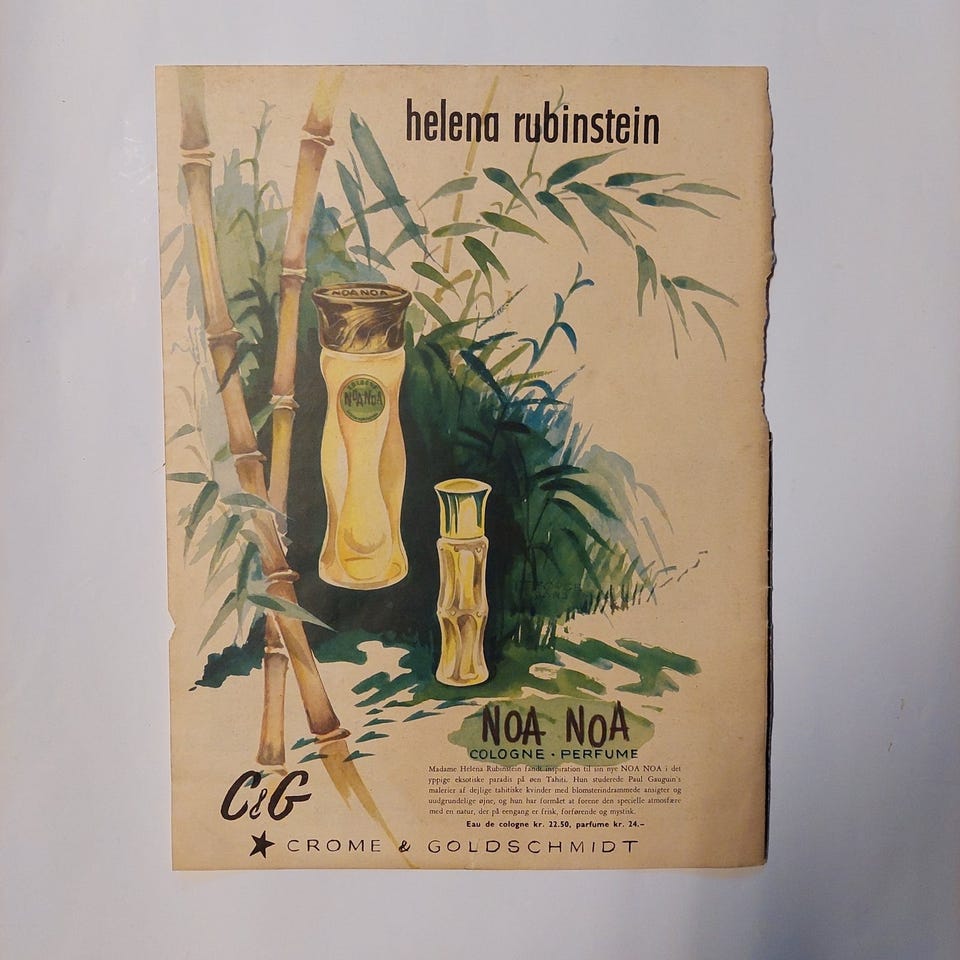 helena rubinstein
NOA NOA
COLOGNE
NOANOA
NOA NOA
COLOGNE · PERFUME
Madame Helena Rubinstein fandt inspiration til sin nye NOA NOA i det
yppige eksotiske paradis på øen Tahiti. Hun studerede Paul Gauguin's
malerier af dejlige tahitiske kvinder med blomsterindrammede ansigter og
uudgrundelige øjne, og hun har formået at forene den specielle atmosfære
med en natur, der på eengang er frisk, forførende og mystisk.
Eau de cologne kr. 22.50, parfume kr. 24.–
C&G
★ CROME & GOLDSCHMIDT